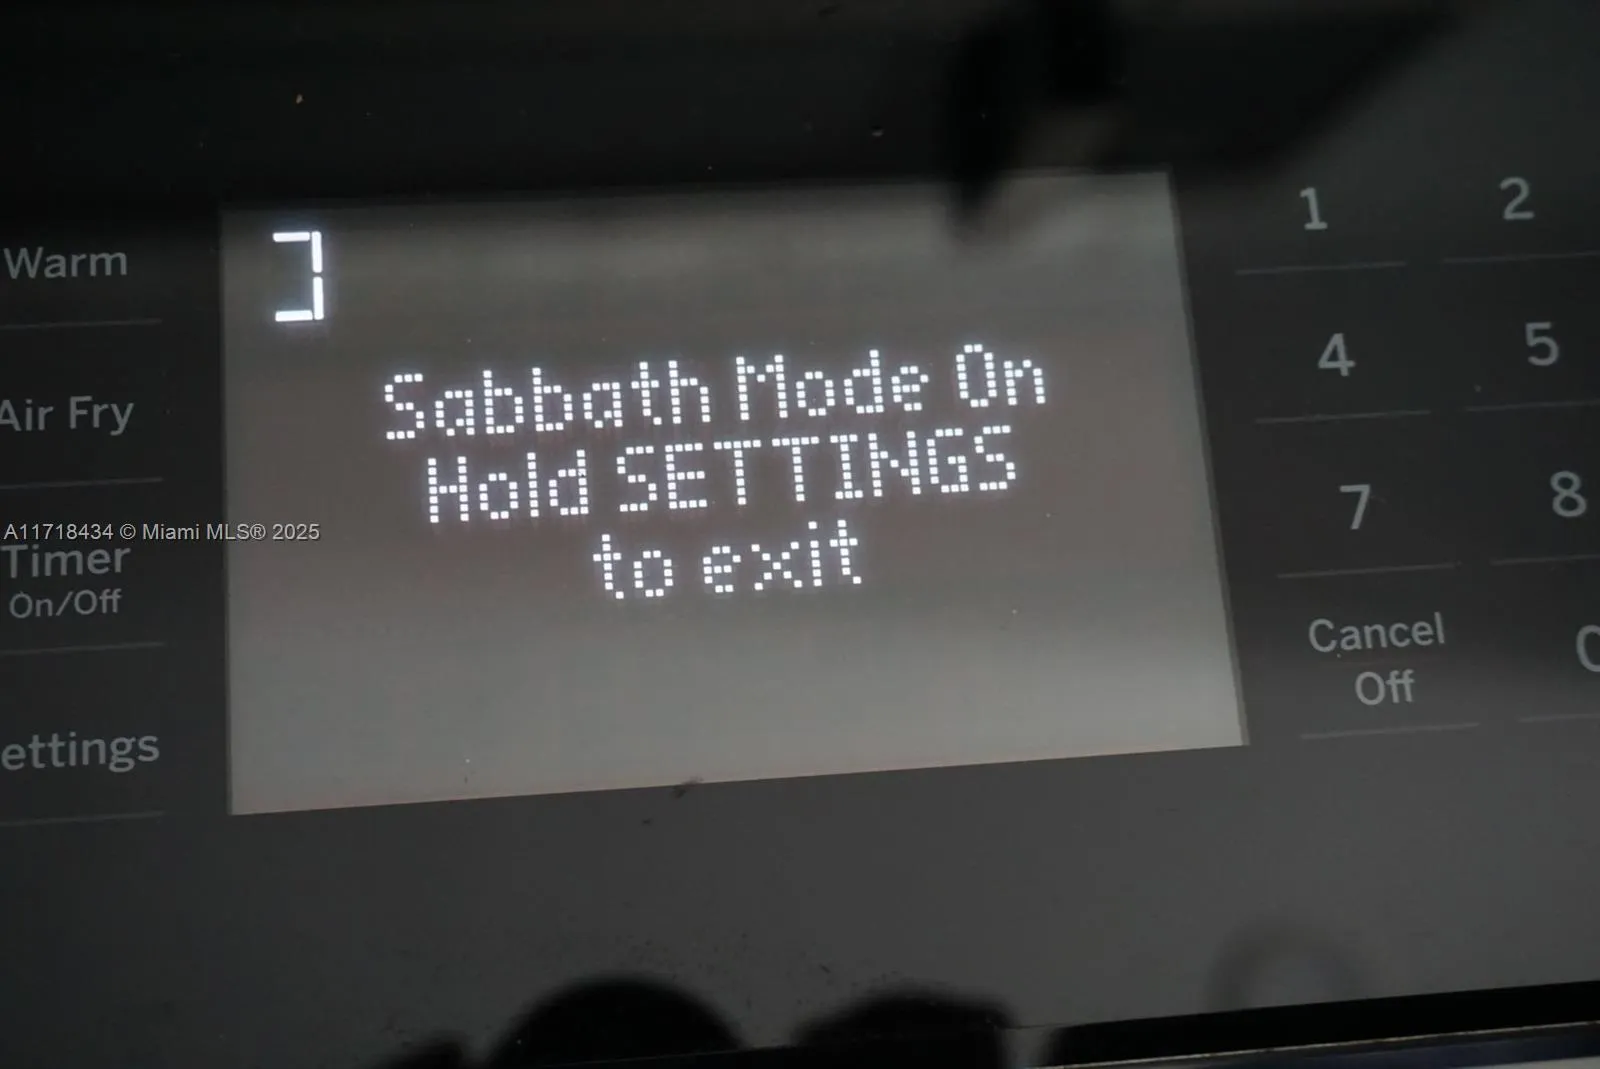 Warm
Air Fry
Timer
On/Off
ettings
]
Sabbath Mode On
Hold SETTINGS
to exit
1 2
4 5
7 8
Cancel
Off
A11718434 © Miami MLS® 2025